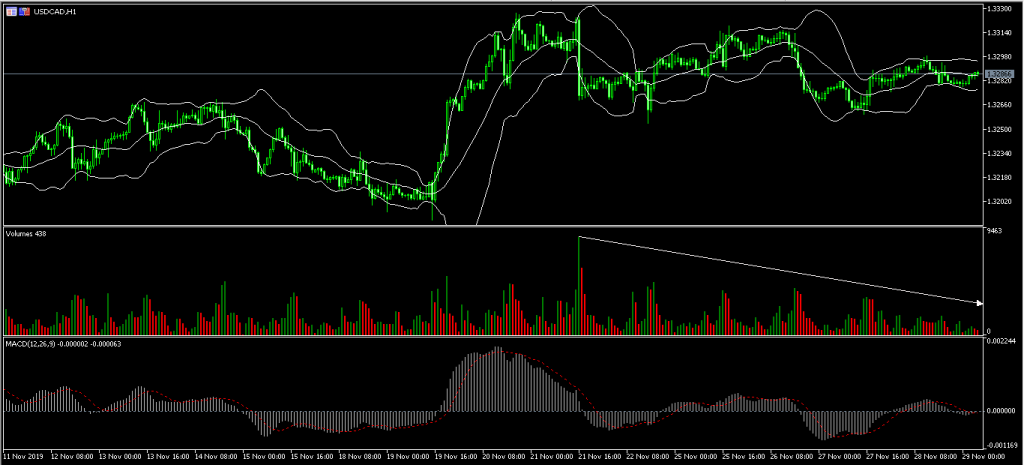 USDCAD,H1
1.33300
1.33140
1.32980
1.32866
1.32820
1.32660
1.32500
1.32340
1.32180
1.32020
Volumes 438
9463
0
MACD(12,26,9) -0.000002 -0.000063
0.002244
0.000000
-0.001169
11 Nov 2019
12 Nov 08:00
13 Nov 00:00
13 Nov 16:00
14 Nov 08:00
15 Nov 00:00
15 Nov 16:00
18 Nov 08:00
19 Nov 00:00
19 Nov 16:00
20 Nov 08:00
21 Nov 00:00
21 Nov 16:00
22 Nov 08:00
25 Nov 00:00
25 Nov 16:00
26 Nov 08:00
27 Nov 00:00
27 Nov 16:00
28 Nov 08:00
29 Nov 00:00